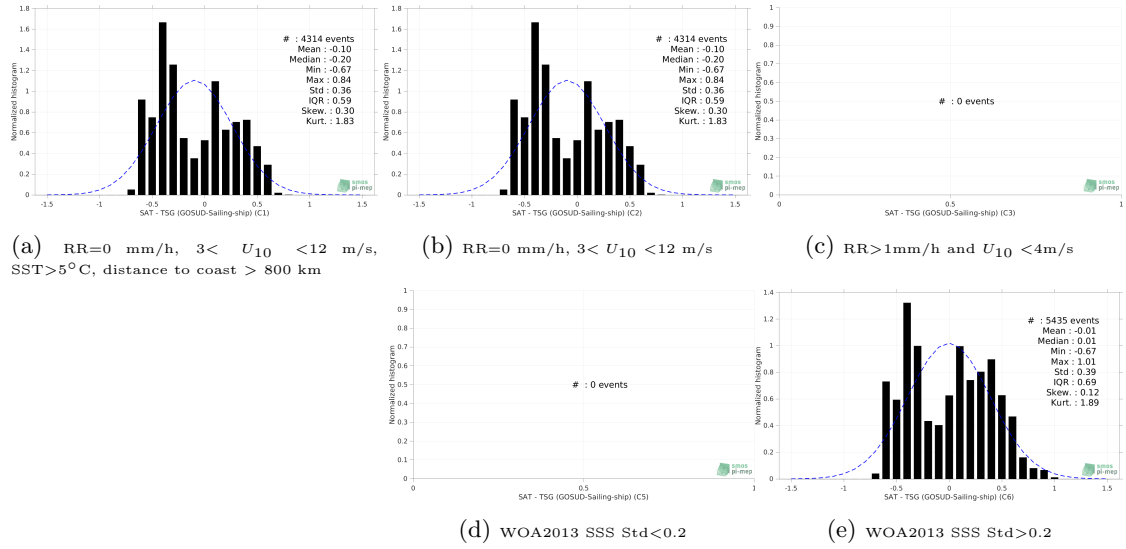 1.8
1.6
1.4
1.2
1
0.8
0.6
0.4
0.2
0
Normalized histogram
# : 4314 events
Mean : -0.10
Median : -0.20
Min : -0.67
Max : 0.84
Std : 0.36
IQR : 0.59
Skew. : 0.30
Kurt. : 1.83
smos
pi-mep
-1.5 -1 -0.5 0 0.5 1 1.5
SAT - TSG (GOSUD-Sailing-ship) (C1)
(a) RR=0 mm/h, 3< U10 <12 m/s,
SST>5°C, distance to coast > 800 km
1.8
1.6
1.4
1.2
1
0.8
0.6
0.4
0.2
0
Normalized histogram
# : 4314 events
Mean : -0.10
Median : -0.20
Min : -0.67
Max : 0.84
Std : 0.36
IQR : 0.59
Skew. : 0.30
Kurt. : 1.83
smos
pi-mep
-1.5 -1 -0.5 0 0.5 1 1.5
SAT - TSG (GOSUD-Sailing-ship) (C2)
(b) RR=0 mm/h, 3< U10 <12 m/s
1
0.9
0.8
0.7
0.6
0.5
0.4
0.3
0.2
0.1
0
Normalized histogram
# : 0 events
smos
pi-mep
0 0.5 1
SAT - TSG (GOSUD-Sailing-ship) (C3)
(c) RR>1mm/h and U10 <4m/s
1
0.9
0.8
0.7
0.6
0.5
0.4
0.3
0.2
0.1
0
Normalized histogram
# : 0 events
smos
pi-mep
0 0.5 1
SAT - TSG (GOSUD-Sailing-ship) (C5)
(d) WOA2013 SSS Std<0.2
1.4
1.2
1
0.8
0.6
0.4
0.2
0
Normalized histogram
# : 5435 events
Mean : -0.01
Median : 0.01
Min : -0.67
Max : 1.01
Std : 0.39
IQR : 0.69
Skew. : 0.12
Kurt. : 1.89
smos
pi-mep
-1.5 -1 -0.5 0 0.5 1 1.5
SAT - TSG (GOSUD-Sailing-ship) (C6)
(e) WOA2013 SSS Std>0.2